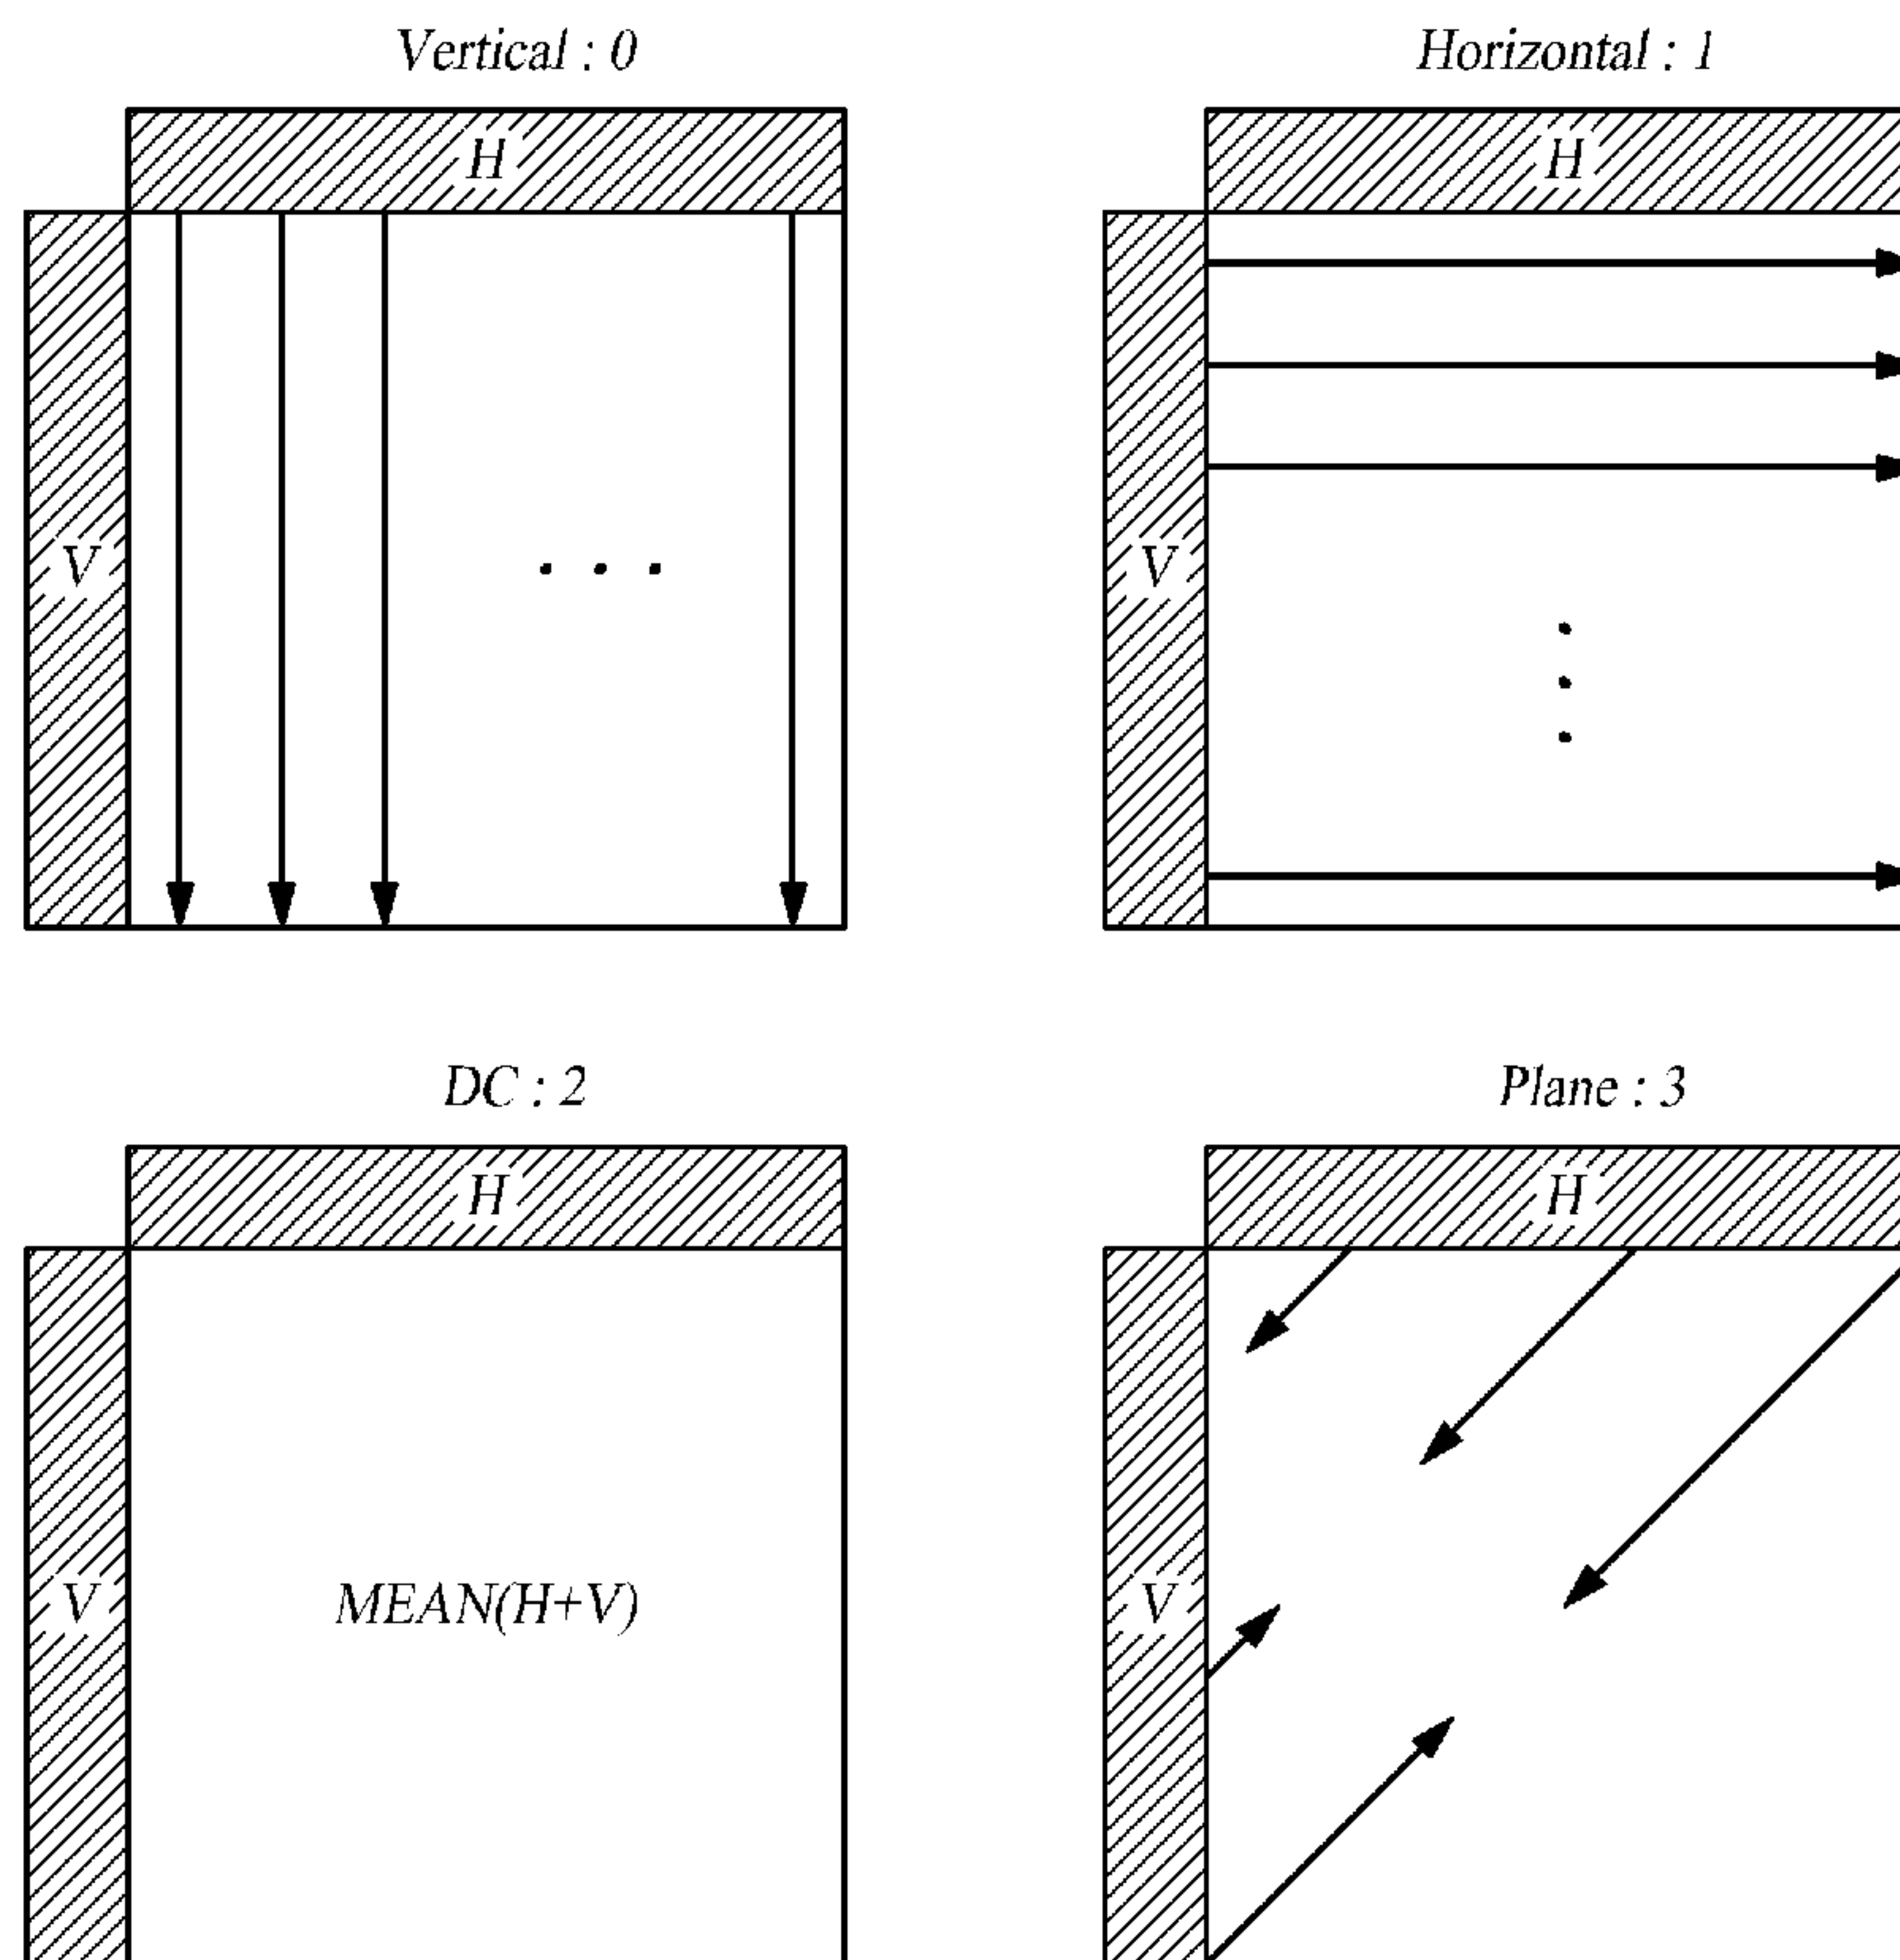 Vertical : 0
Horizontal : 1
H
H
V
V
. . .
DC : 2
Plane : 3
H
H
V
MEAN(H+V)
V